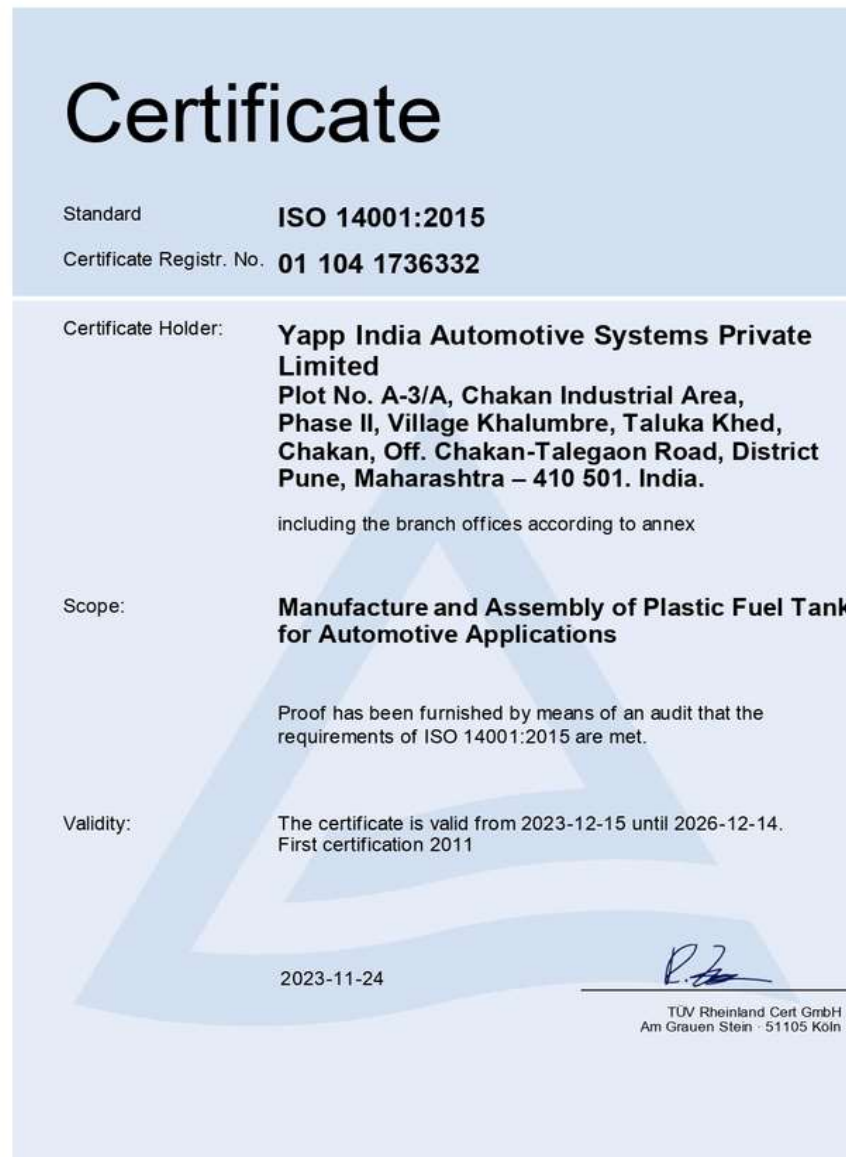 Certificate
Standard ISO 14001:2015
Certificate Registr. No. 01 104 1736332
Certificate Holder: Yapp India Automotive Systems Private
Limited
Plot No. A-3/A, Chakan Industrial Area,
Phase II, Village Khalumbre, Taluka Khed,
Chakan, Off. Chakan-Talegaon Road, District
Pune, Maharashtra – 410 501. India.
including the branch offices according to annex
Scope: Manufacture and Assembly of Plastic Fuel Tank
for Automotive Applications
Proof has been furnished by means of an audit that the
requirements of ISO 14001:2015 are met.
Validity: The certificate is valid from 2023-12-15 until 2026-12-14.
First certification 2011
2023-11-24
TÜV Rheinland Cert GmbH
Am Grauen Stein · 51105 Köln